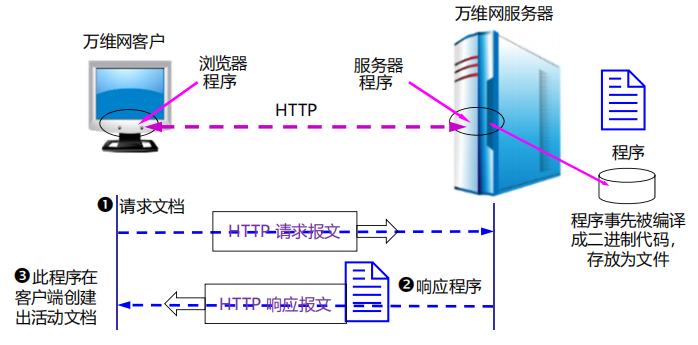 万维网服务器
万维网客户
浏览器
程序
服务器
程序
HTTP
程序
程序事先被编译
成二进制代码，
存放为文件
❶请求文档
HTTP 请求报文
❸此程序在
客户端创建
出活动文档
❷响应程序
HTTP 响应报文